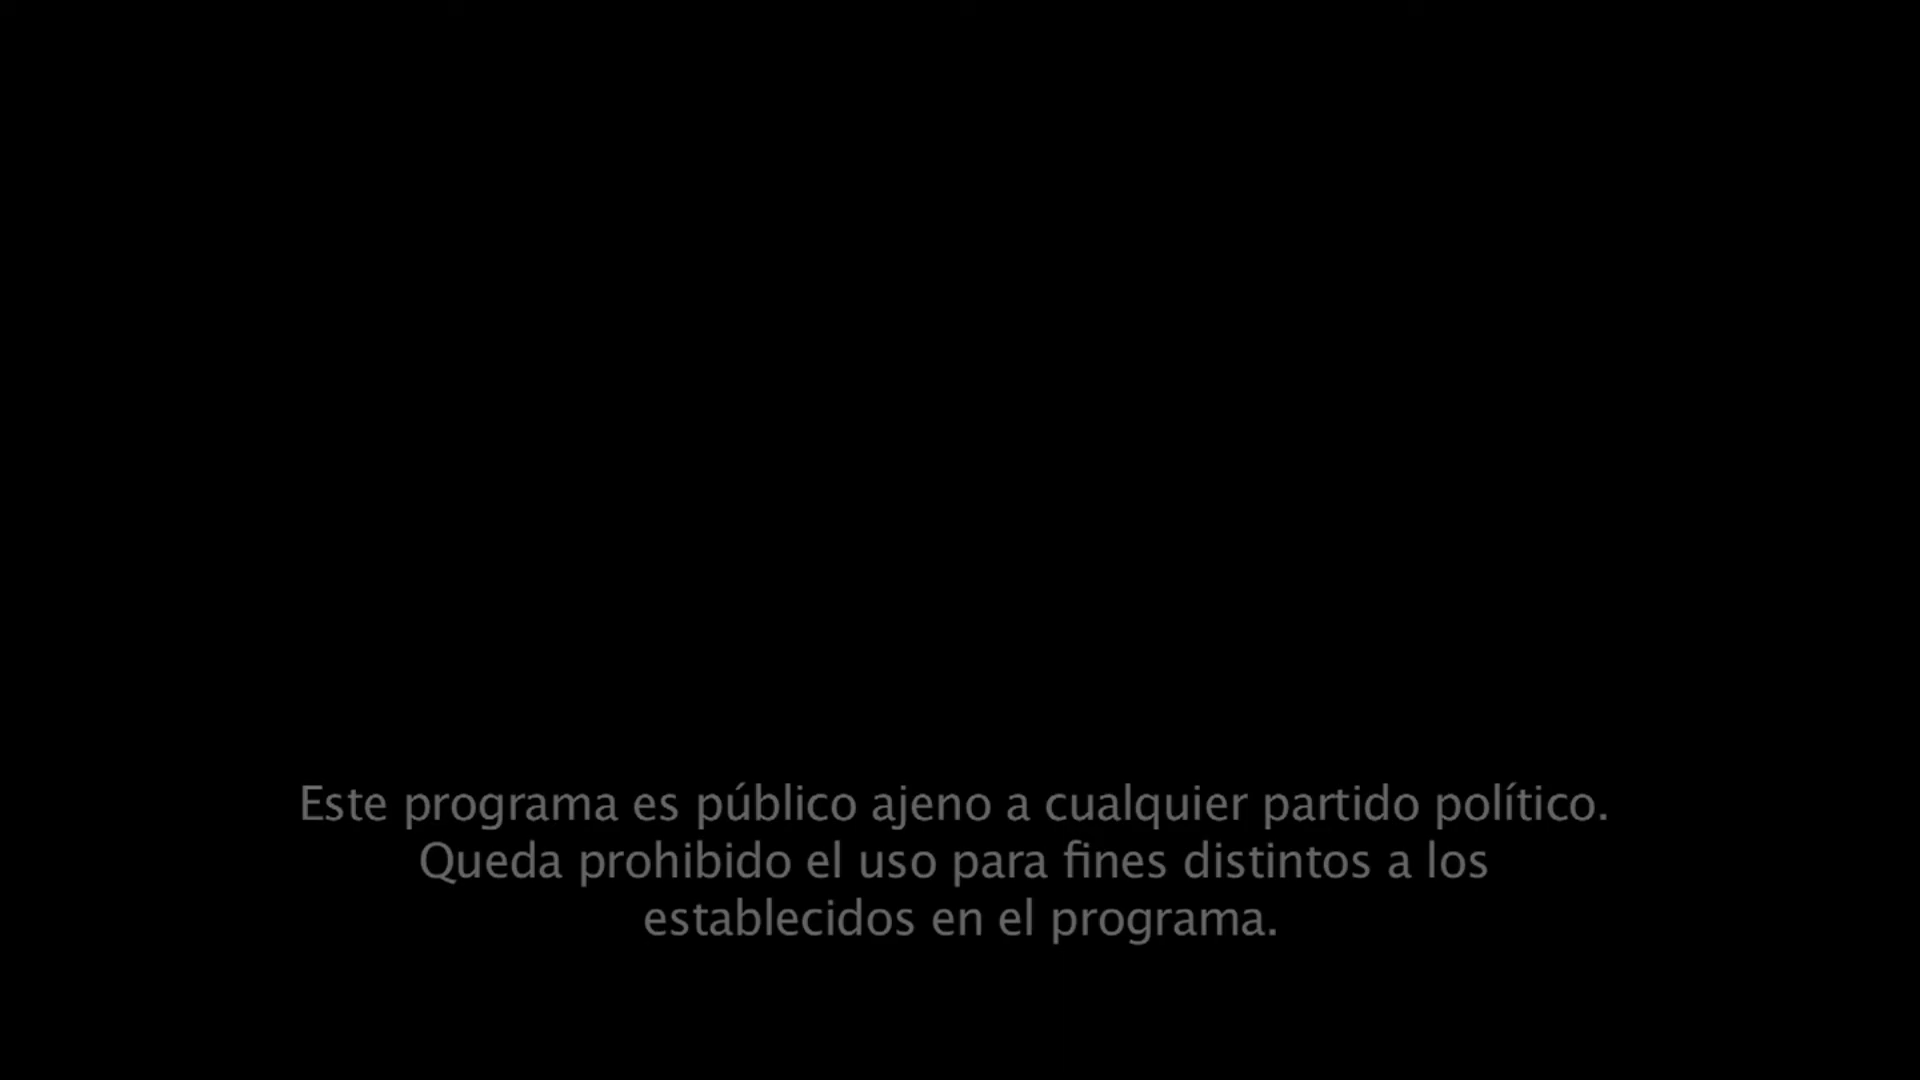 Este programa es público ajeno a cualquier partido político.
Queda prohibido el uso para fines distintos a los
establecidos en el programa.